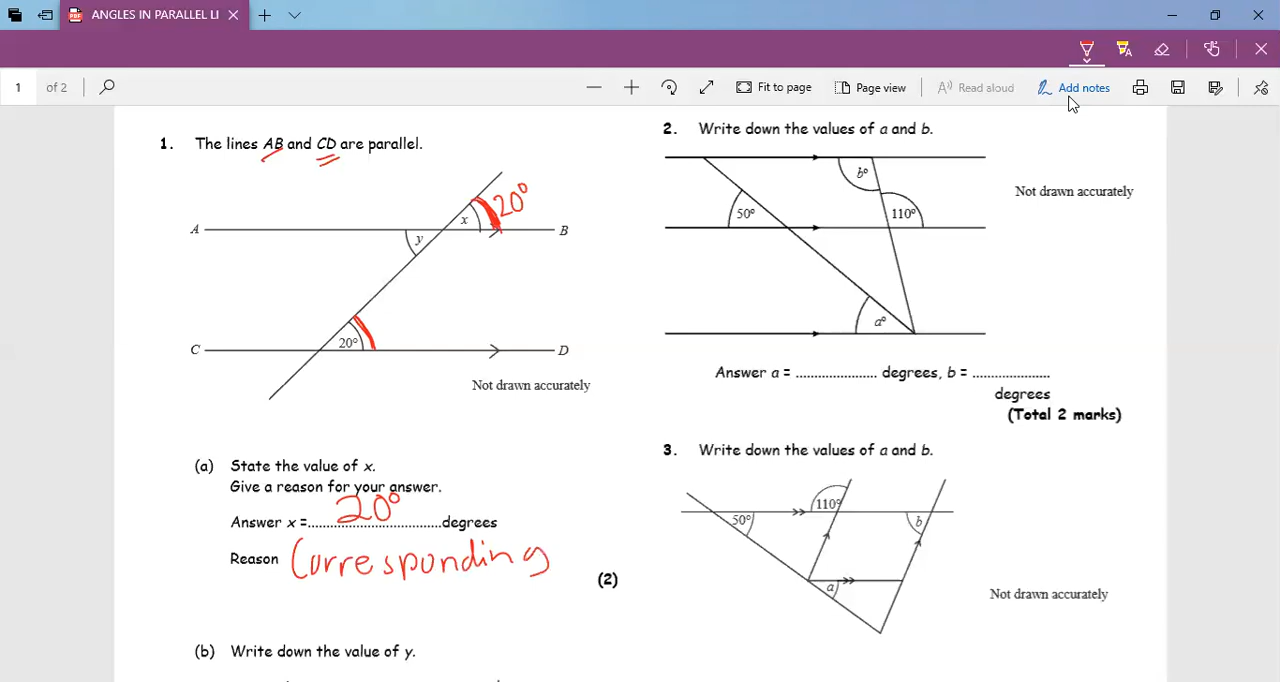 ANGLES IN PARALLEL LI
1 of 2
Fit to page
Page view
Read aloud
Add notes
1. The lines AB and CD are parallel.
20°
A
x
B
y
C
20°
D
Not drawn accurately
(a) State the value of x.
Give a reason for your answer.
Answer x =..............................degrees
20°
Reason Corresponding
(2)
(b) Write down the value of y.
2. Write down the values of a and b.
b°
Not drawn accurately
50°
110°
a°
Answer a = ..................... degrees, b = .....................
degrees
(Total 2 marks)
3. Write down the values of a and b.
110°
50°
b
a
Not drawn accurately